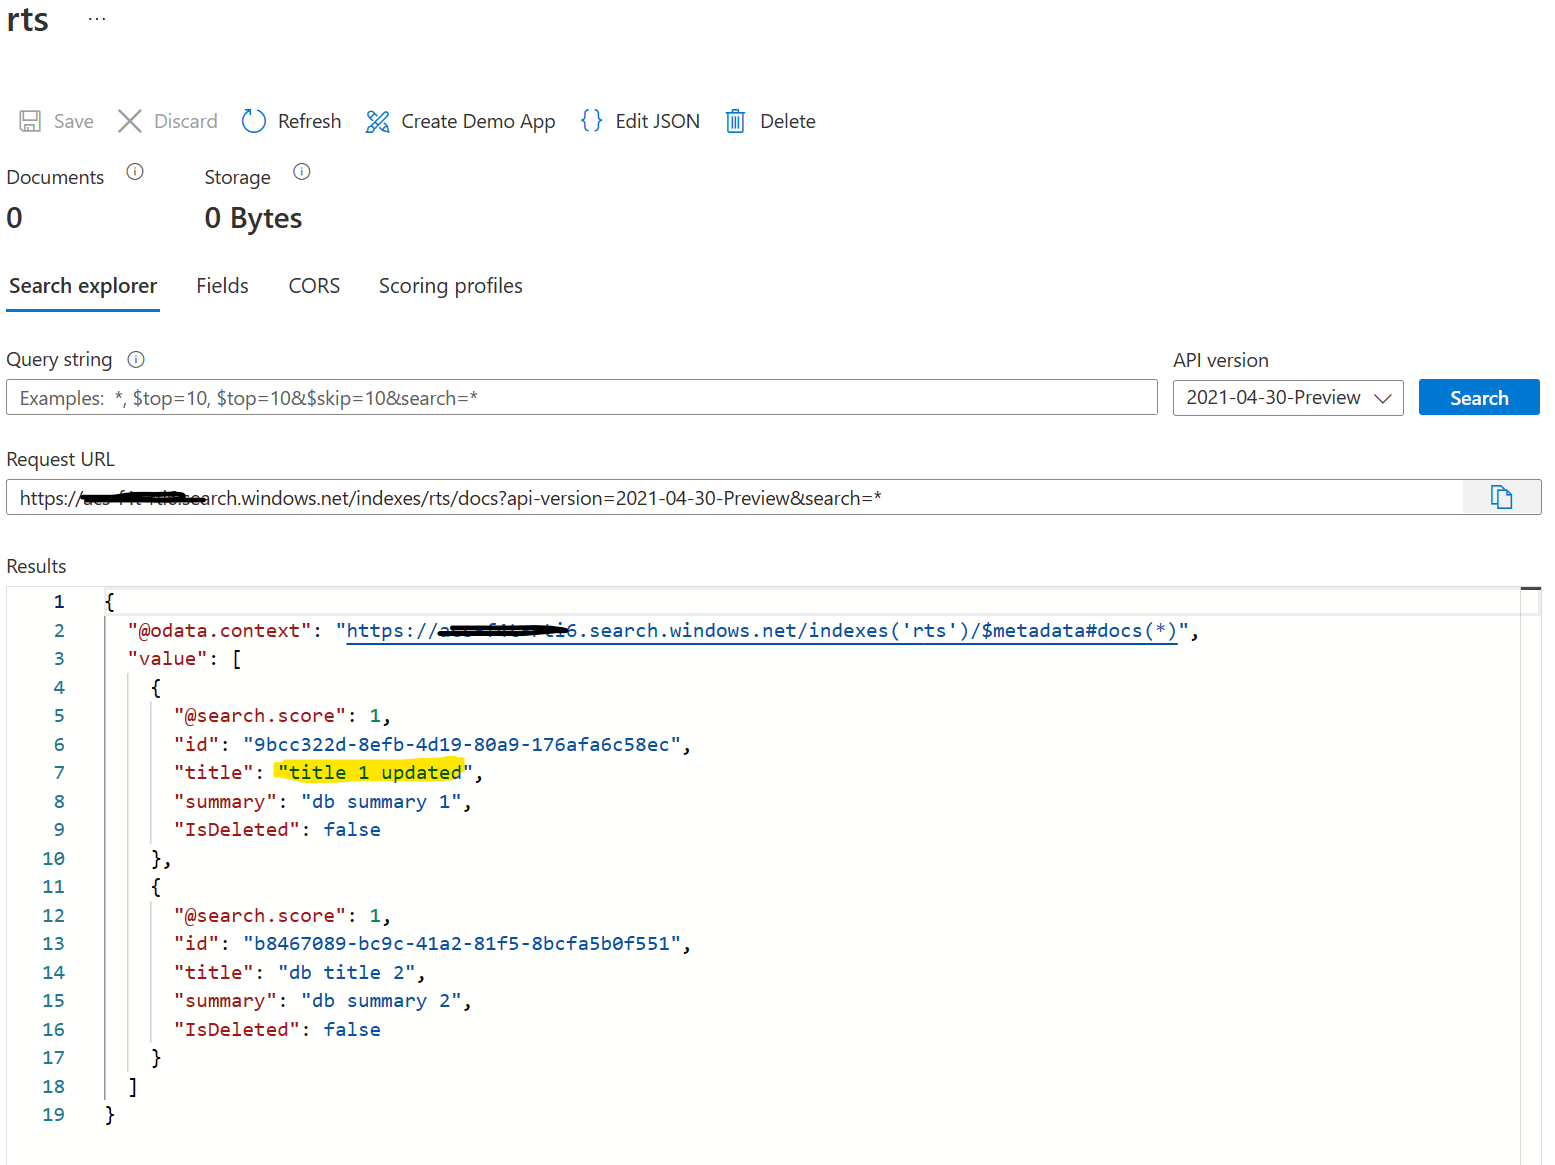 rts ...
Save Discard Refresh Create Demo App {} Edit JSON Delete
Documents Storage
0 0 Bytes
Search explorer Fields CORS Scoring profiles
Query string API version
Examples: *, $top=10, $top=10&$skip=10&search=* 2021-04-30-Preview Search
Request URL
https://search.windows.net/indexes/rts/docs?api-version=2021-04-30-Preview&search=*
Results
1 {
2 "@odata.context": "https://6.search.windows.net/indexes('rts')/$metadata#docs(*)",
3 "value": [
4 {
5 "@search.score": 1,
6 "id": "9bcc322d-8efb-4d19-80a9-176afa6c58ec",
7 "title": "title 1 updated",
8 "summary": "db summary 1",
9 "IsDeleted": false
10 },
11 {
12 "@search.score": 1,
13 "id": "b8467089-bc9c-41a2-81f5-8bcfa5b0f551",
14 "title": "db title 2",
15 "summary": "db summary 2",
16 "IsDeleted": false
17 }
18 ]
19 }